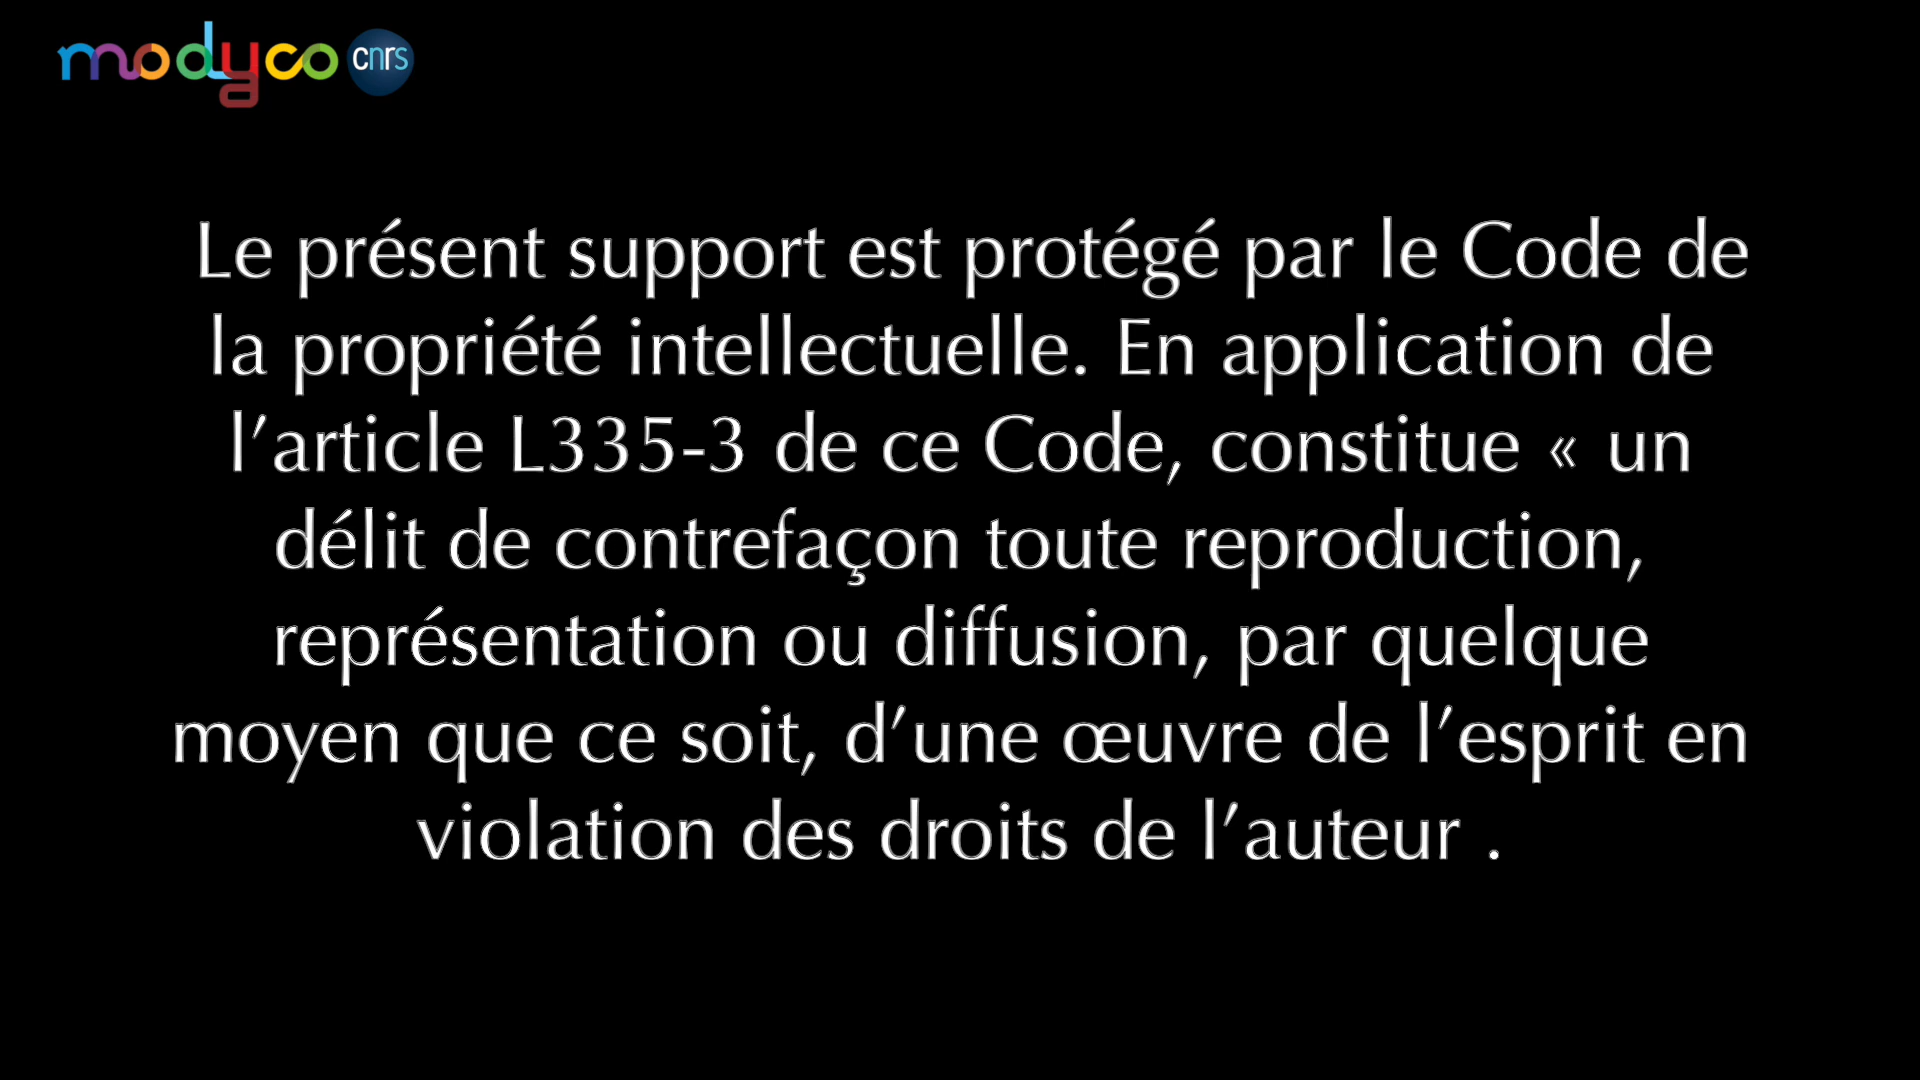 modyco cnrs
Le présent support est protégé par le Code de
la propriété intellectuelle. En application de
l’article L335-3 de ce Code, constitue « un
délit de contrefaçon toute reproduction,
représentation ou diffusion, par quelque
moyen que ce soit, d’une œuvre de l’esprit en
violation des droits de l’auteur .